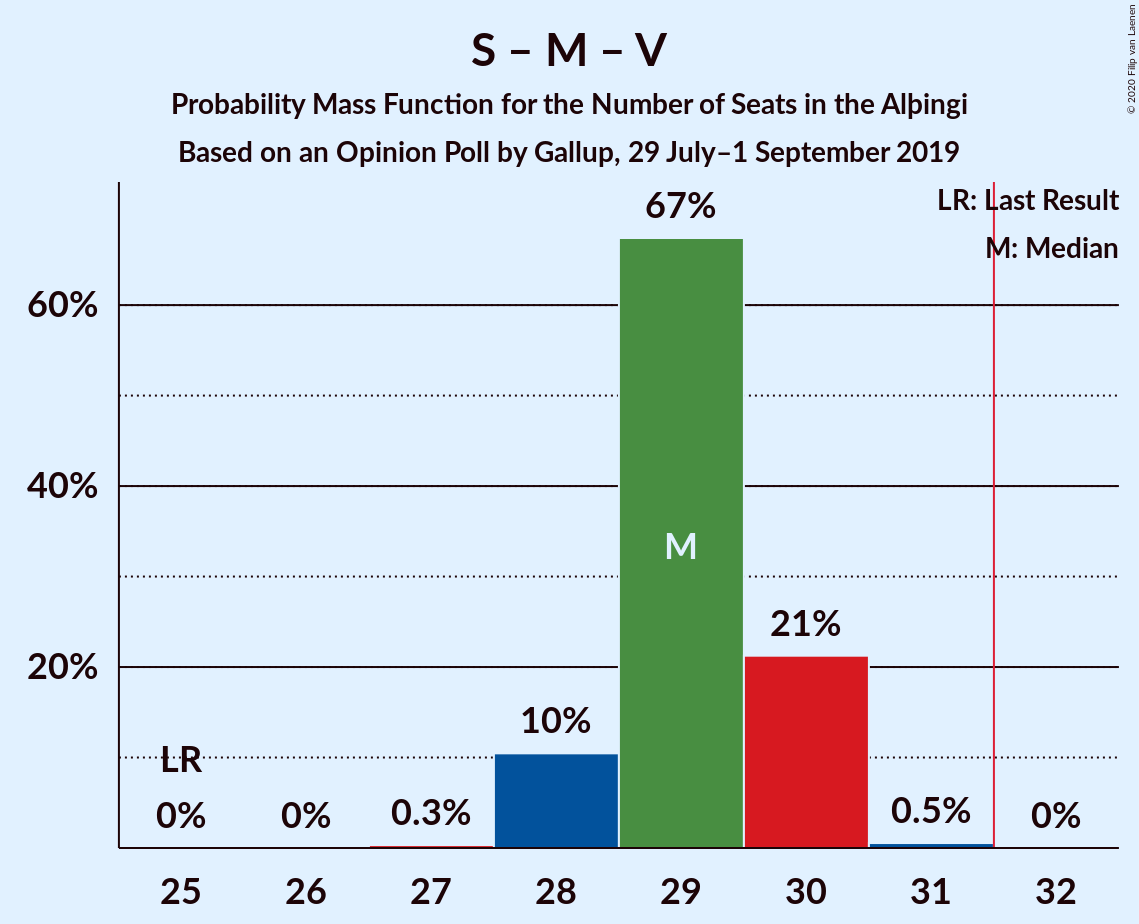 S – M – V
Probability Mass Function for the Number of Seats in the Alþingi
Based on an Opinion Poll by Gallup, 29 July–1 September 2019
© 2020 Filip van Laenen
LR: Last Result
M: Median
67%
60%
40%
M
21%
20%
10%
LR
0%
0%
0.3%
0.5%
0%
25
26
27
28
29
30
31
32